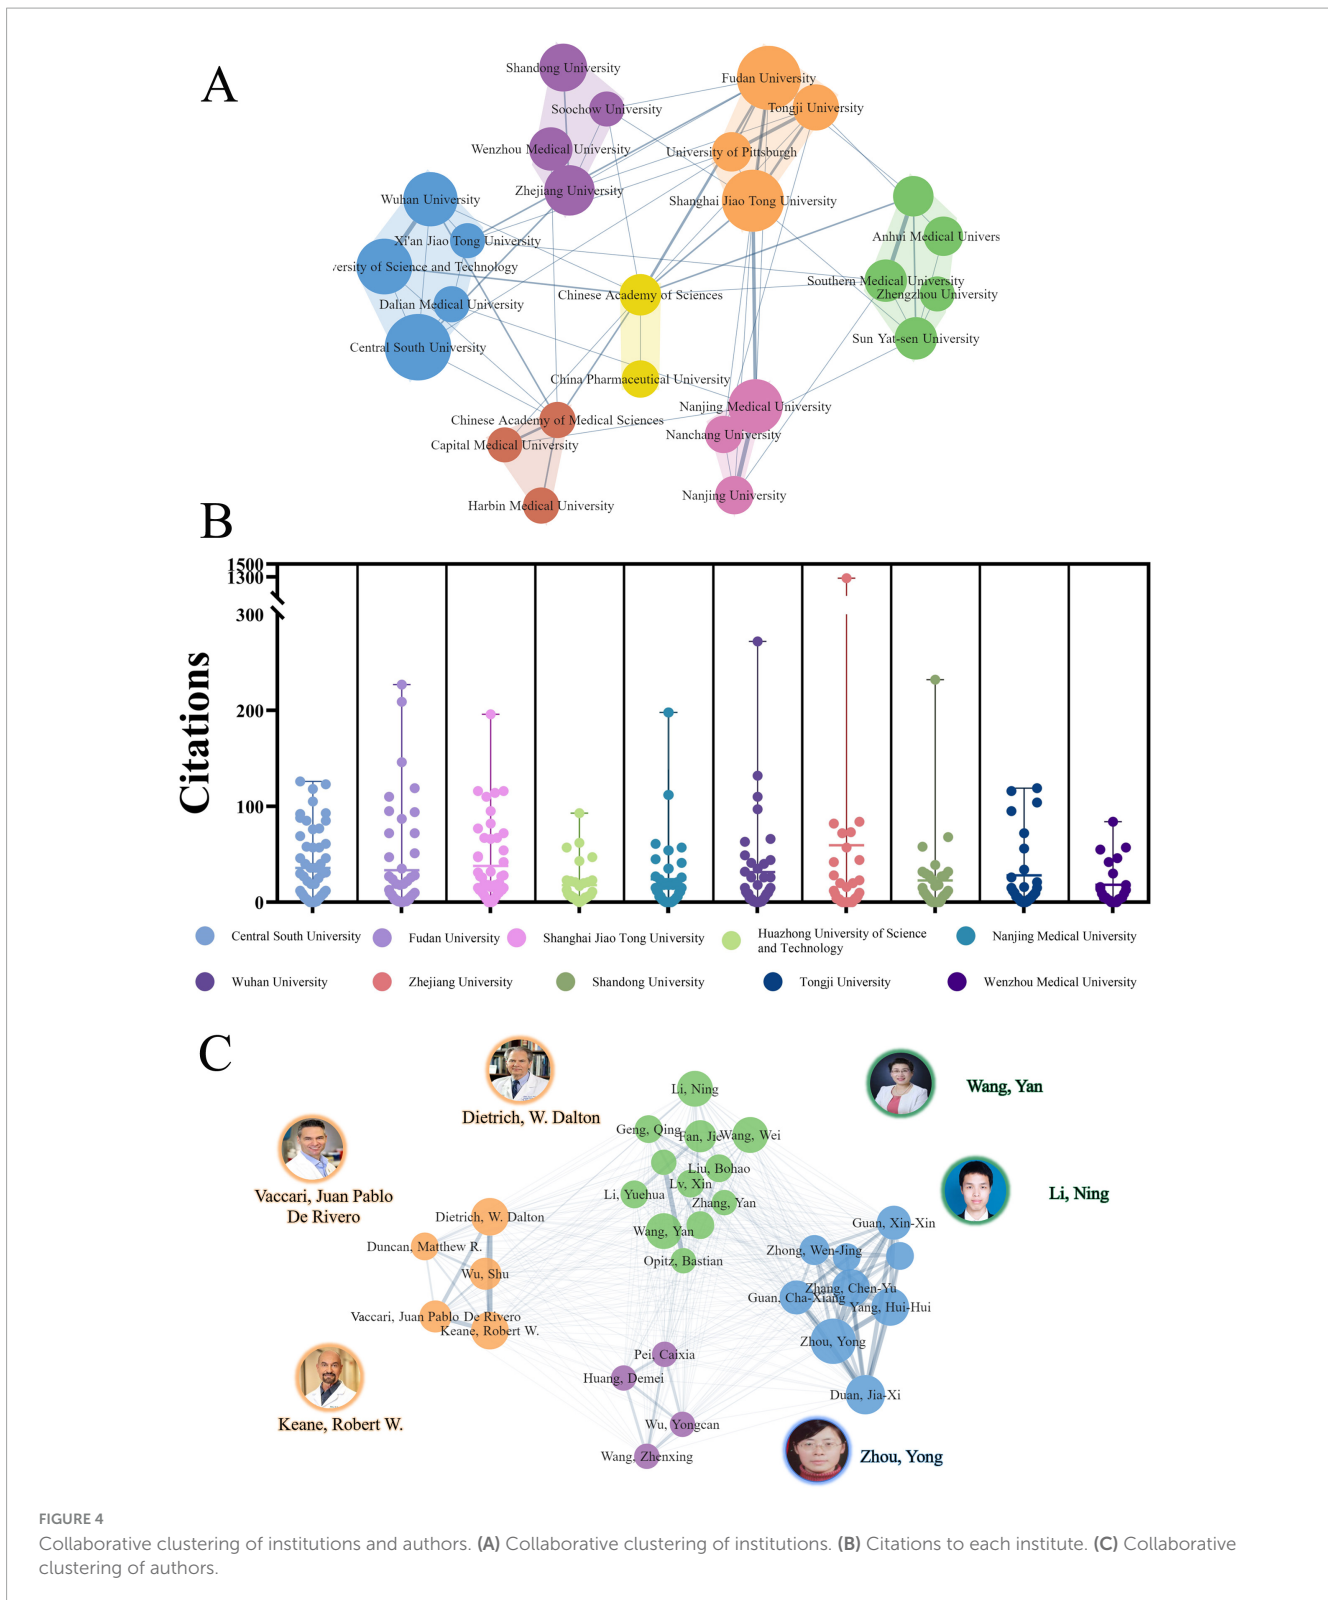 A
Shandong University
Soochow University
Wenzhou Medical University
Zhejiang University
Fudan University
Tongji University
University of Pittsburgh
Shanghai Jiao Tong University
Wuhan University
Xi'an Jiao Tong University
versity of Science and Technology
Dalian Medical University
Central South University
Anhui Medical Univers
Southern Medical University
Zhengzhou University
Sun Yat-sen University
Chinese Academy of Sciences
China Pharmaceutical University
Chinese Academy of Medical Sciences
Capital Medical University
Harbin Medical University
Nanjing Medical University
Nanchang University
Nanjing University
B
Citations
1500
1300
300
200
100
0
Central South University
Fudan University
Shanghai Jiao Tong University
Huazhong University of Science
and Technology
Nanjing Medical University
Wuhan University
Zhejiang University
Shandong University
Tongji University
Wenzhou Medical University
C
Dietrich, W. Dalton
Vaccari, Juan Pablo
De Rivero
Keane, Robert W.
Wang, Yan
Li, Ning
Zhou, Yong
Li, Ning
Geng, Qing
Fan, Jie
Wang, Wei
Liu, Bohao
Lv, Xin
Li, Yuehua
Zhang, Yan
Wang, Yan
Opitz, Bastian
Dietrich, W. Dalton
Duncan, Matthew R.
Wu, Shu
Vaccari, Juan Pablo De Rivero
Keane, Robert W.
Guan, Xin-Xin
Zhong, Wen-Jing
Zhang, Chen-Yu
Guan, Cha-Xiang
Yang, Hui-Hui
Zhou, Yong
Duan, Jia-Xi
Pei, Caixia
Huang, Demei
Wu, Yongcan
Wang, Zhenxing
FIGURE 4
Collaborative clustering of institutions and authors. (A) Collaborative clustering of institutions. (B) Citations to each institute. (C) Collaborative
clustering of authors.